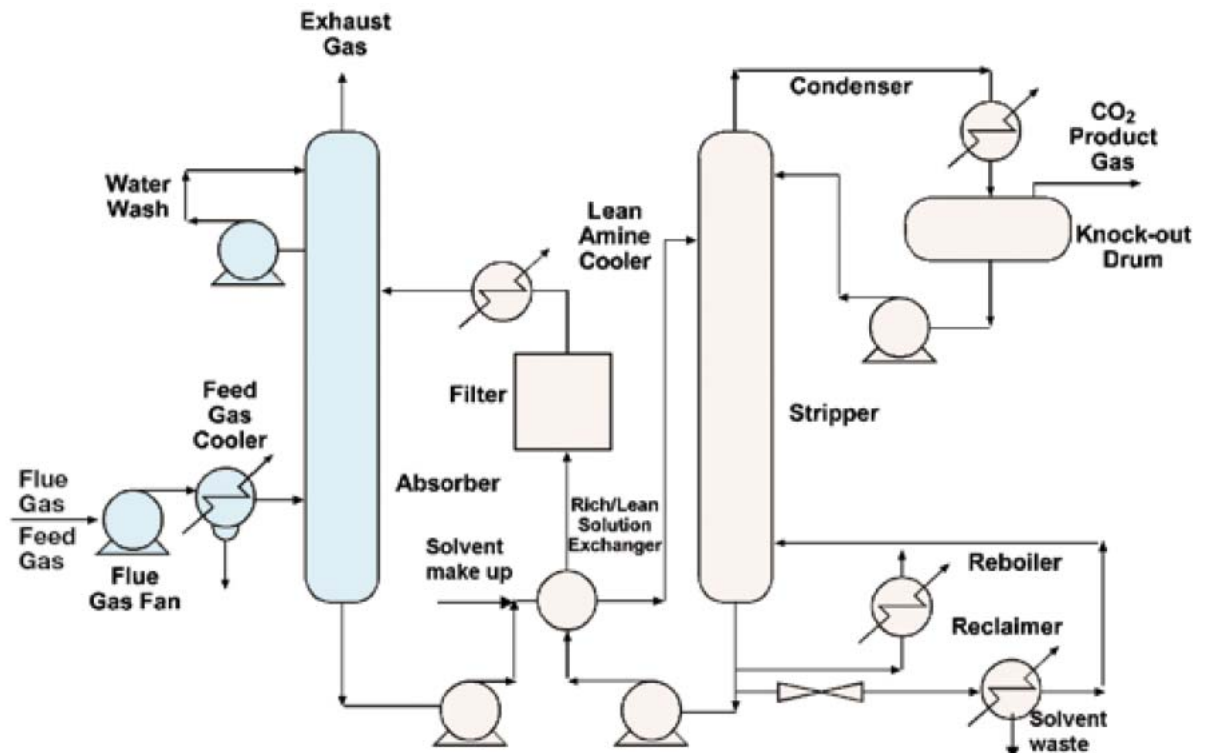 Exhaust
Gas
Condenser
CO₂
Product
Gas
Water
Wash
Lean
Amine
Cooler
Knock-out
Drum
Feed
Gas
Cooler
Filter
Stripper
Flue
Gas
Feed
Gas
Absorber
Rich/Lean
Solution
Exchanger
Flue
Gas Fan
Solvent
make up
Reboiler
Reclaimer
Solvent
waste